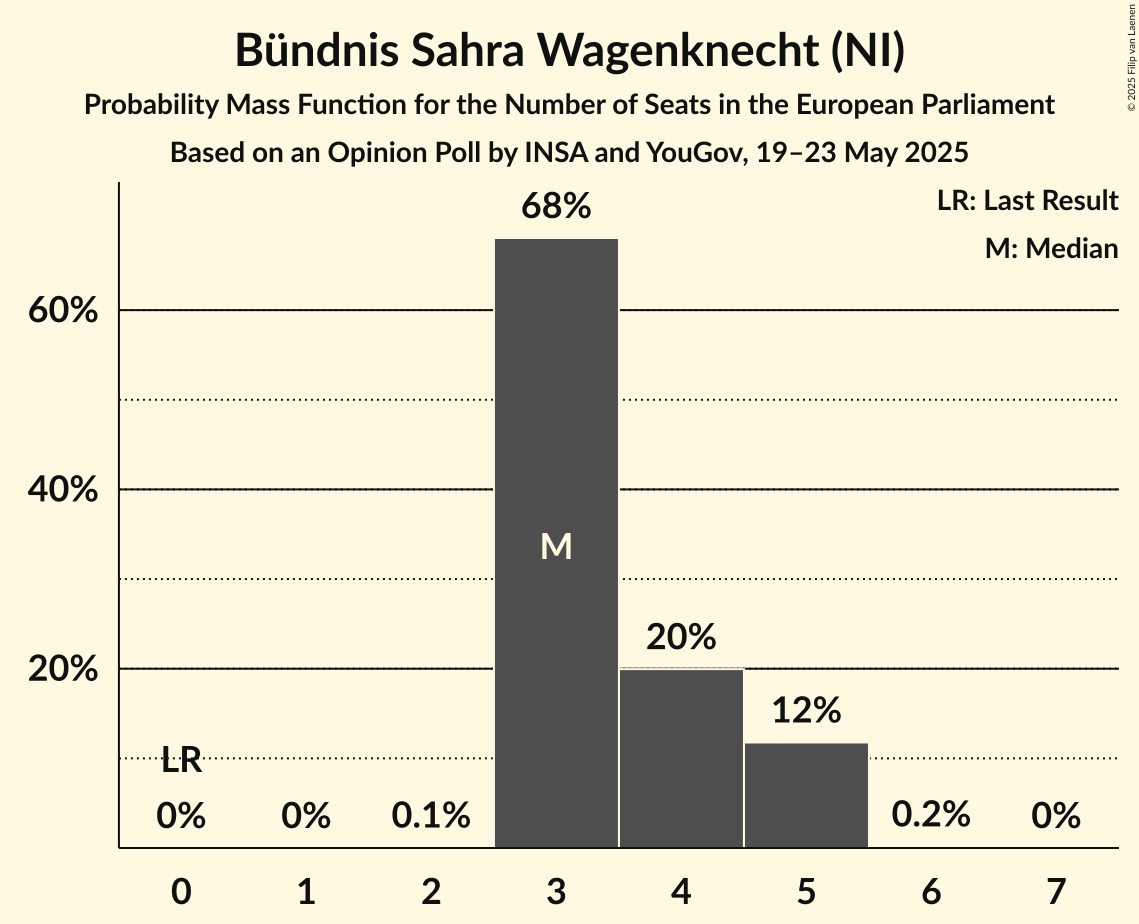 Bündnis Sahra Wagenknecht (NI)
Probability Mass Function for the Number of Seats in the European Parliament
Based on an Opinion Poll by INSA and YouGov, 19–23 May 2025
© 2025 Filip van Laenen
LR: Last Result
M: Median
68%
60%
40%
M
20%
20%
12%
LR
0% 0% 0.1% 0.2% 0%
0 1 2 3 4 5 6 7